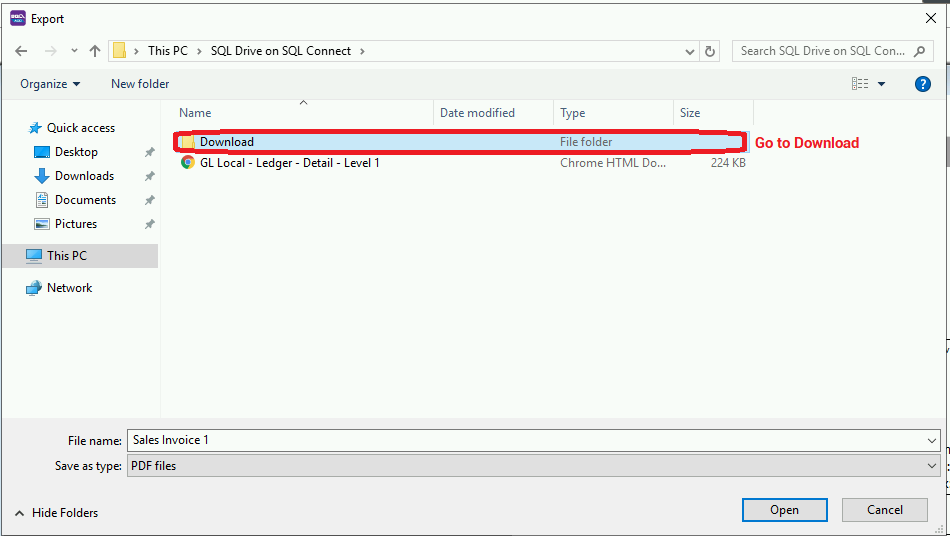 Export
This PC > SQL Drive on SQL Connect >
Search SQL Drive on SQL Con...
Organize
New folder
?
Name
Date modified
Type
Size
Quick access
Desktop
Downloads
Documents
Pictures
This PC
Network
Download
File folder
Go to Download
GL Local - Ledger - Detail - Level 1
Chrome HTML Do...
224 KB
File name:
Sales Invoice 1
Save as type:
PDF files
Hide Folders
Open
Cancel